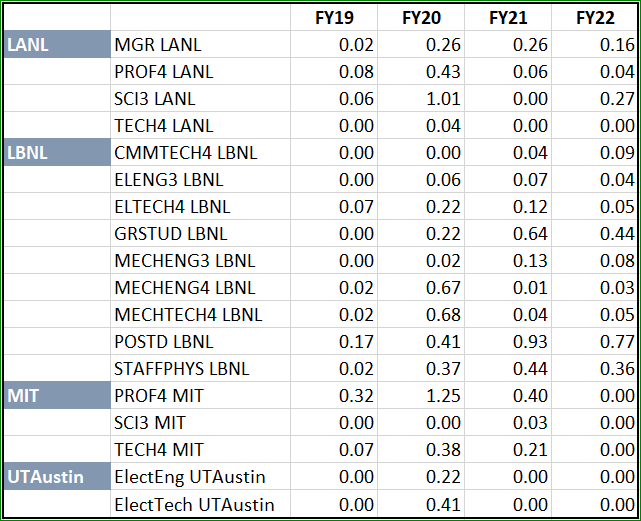 FY19 FY20 FY21 FY22
LANL MGR LANL 0.02 0.26 0.26 0.16
PROF4 LANL 0.08 0.43 0.06 0.04
SCI3 LANL 0.06 1.01 0.00 0.27
TECH4 LANL 0.00 0.04 0.00 0.00
LBNL CMMTECH4 LBNL 0.00 0.00 0.04 0.09
ELENG3 LBNL 0.00 0.06 0.07 0.04
ELTECH4 LBNL 0.07 0.22 0.12 0.05
GRSTUD LBNL 0.00 0.22 0.64 0.44
MECHENG3 LBNL 0.00 0.02 0.13 0.08
MECHENG4 LBNL 0.02 0.67 0.01 0.03
MECHTECH4 LBNL 0.02 0.68 0.04 0.05
POSTD LBNL 0.17 0.41 0.93 0.77
STAFFPHYS LBNL 0.02 0.37 0.44 0.36
MIT PROF4 MIT 0.32 1.25 0.40 0.00
SCI3 MIT 0.00 0.00 0.03 0.00
TECH4 MIT 0.07 0.38 0.21 0.00
UTAustin ElectEng UTAustin 0.00 0.22 0.00 0.00
ElectTech UTAustin 0.00 0.41 0.00 0.00